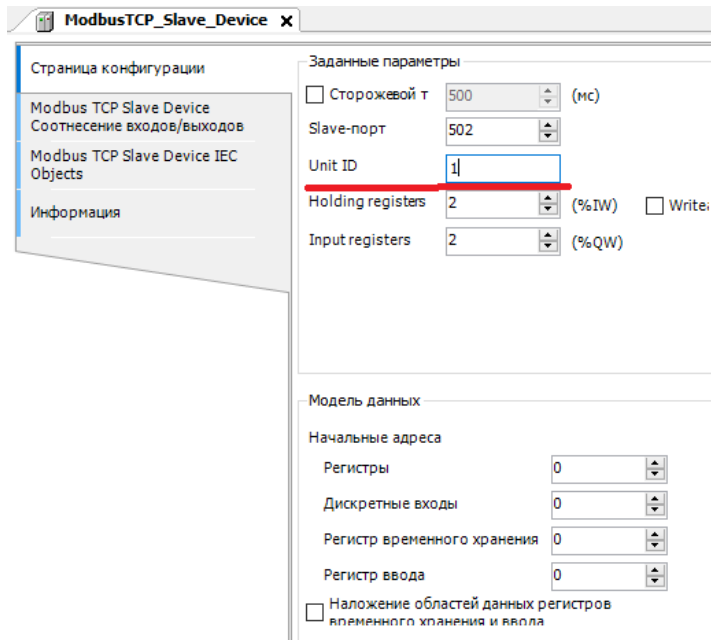 ModbusTCP_Slave_Device
Страница конфигурации
Modbus TCP Slave Device
Соотнесение входов/выходов
Modbus TCP Slave Device IEC
Objects
Информация
Заданные параметры
Сторожевой т 500 (мс)
Slave-порт 502
Unit ID 1
Holding registers 2 (%IW)
Input registers 2 (%QW)
Модель данных
Начальные адреса
Регистры 0
Дискретные входы 0
Регистр временного хранения 0
Регистр ввода 0
Наложение областей данных регистров
временного хранения и ввода